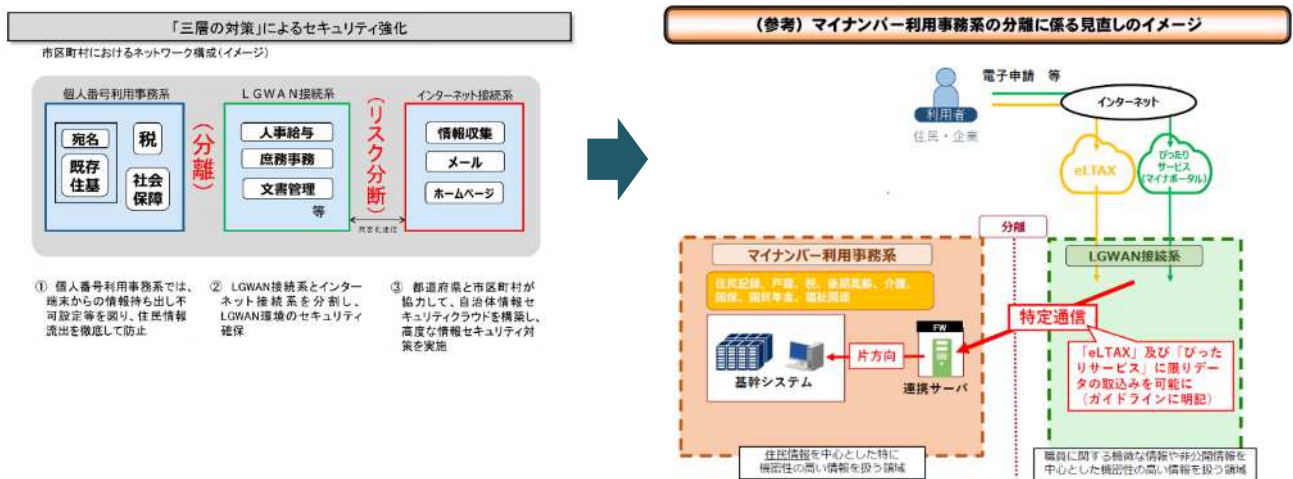 「三層の対策」によるセキュリティ強化
市区町村におけるネットワーク構成(イメージ)
個人番号利用事務系
宛名
既存
住基
税
社会
保障
(分離)
LGWAN接続系
人事給与
庶務事務
文書管理
等
(リスク分断)
インターネット接続系
情報収集
メール
ホームページ
① 個人番号利用事務系では、
端末からの情報持ち出し不
可設定等を図り、住民情報
流出を徹底して防止
② LGWAN接続系とインター
ネット接続系を分割し、
LGWAN環境のセキュリティ
確保
③ 都道府県と市区町村が
協力して、自治体情報セ
キュリティクラウドを構築し、
高度な情報セキュリティ対
策を実施
(参考)マイナンバー利用事務系の分離に係る見直しのイメージ
電子申請 等
利用者
住民・企業
インターネット
eLTAX
ぴったり
サービス
(マイナポータル)
分離
マイナンバー利用事務系
住民記録、戸籍、税、後期高齢、介護、
国保、国民年金、福祉関連
基幹システム
片方向
FW
連携サーバ
LGWAN接続系
特定通信
「eLTAX」及び「ぴった
りサービス」に限りデー
タの取込みを可能に
(ガイドラインに明記)
住民情報を中心とした特に
機密性の高い情報を扱う領域
職員に関する機微な情報や非公開情報を
中心とした機密性の高い情報を扱う領域